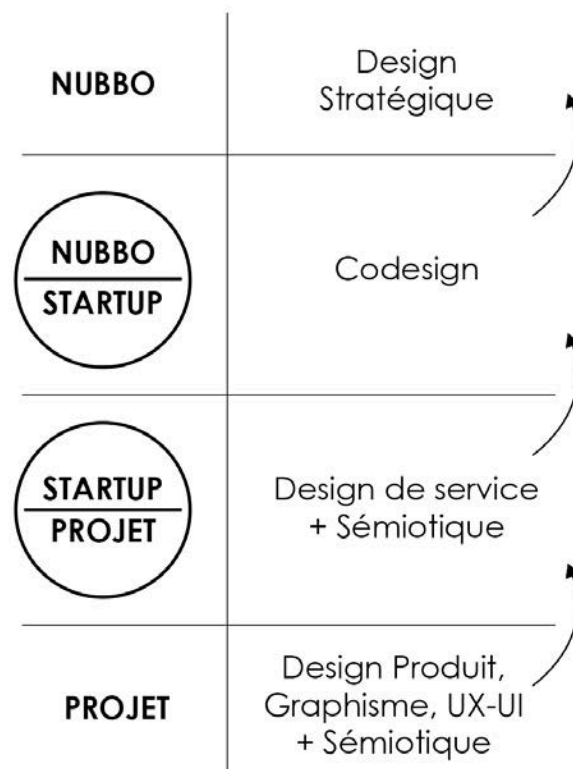 NUBBO
Design
Stratégique
NUBBO
STARTUP
Codesign
STARTUP
PROJET
Design de service
+ Sémiotique
PROJET
Design Produit,
Graphisme, UX-UI
+ Sémiotique